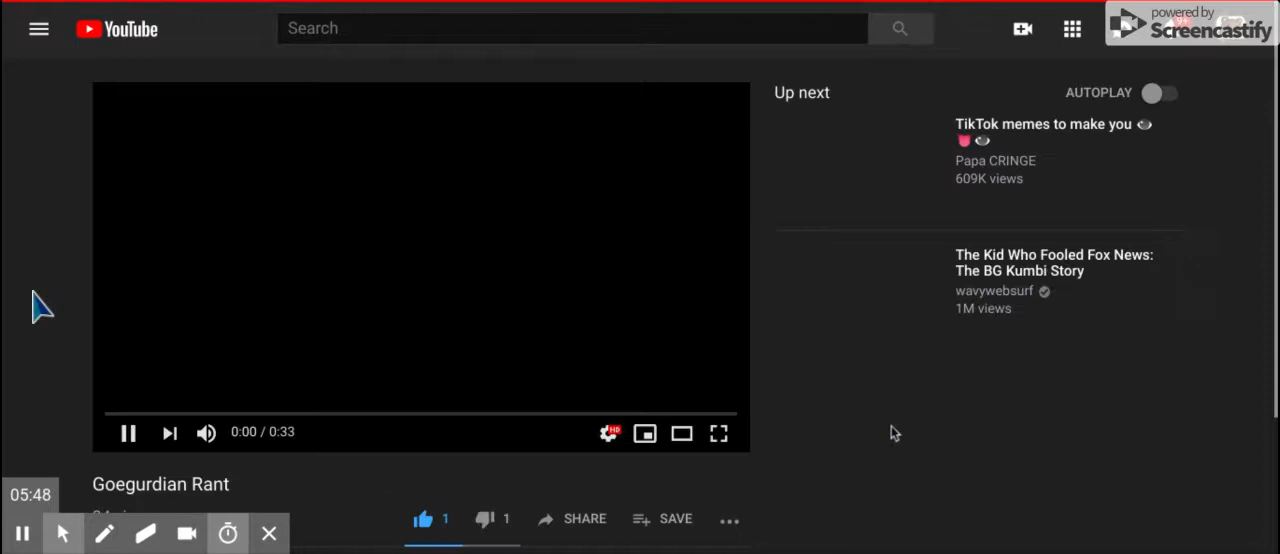 YouTube
Search
powered by
Screencastify
9+
Up next
AUTOPLAY
TikTok memes to make you 👁
👅👁
Papa CRINGE
609K views
The Kid Who Fooled Fox News:
The BG Kumbi Story
wavywebsurf
1M views
0:00 / 0:33
HD
Goegurdian Rant
05:48
1
1
SHARE
SAVE